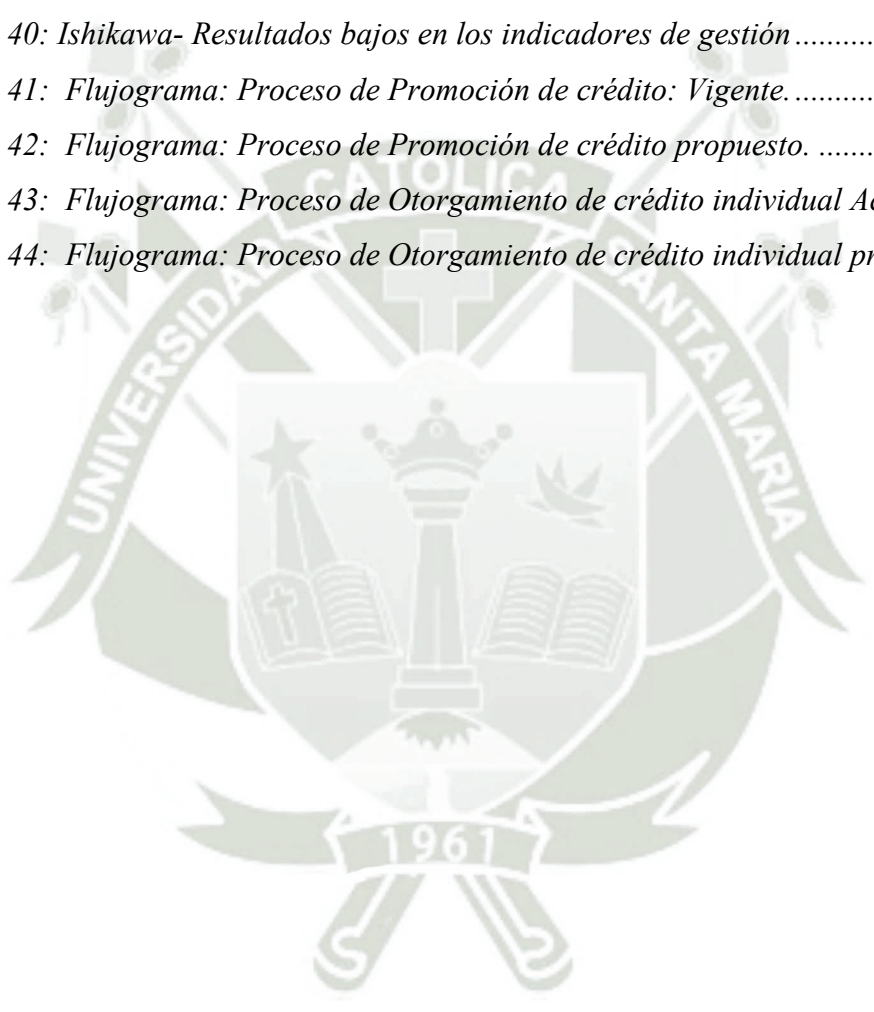 40: Ishikawa- Resultados bajos en los indicadores de gestión ..........
41: Flujograma: Proceso de Promoción de crédito: Vigente. ..........
42: Flujograma: Proceso de Promoción de crédito propuesto. .......
43: Flujograma: Proceso de Otorgamiento de crédito individual
44: Flujograma: Proceso de Otorgamiento de crédito individual
UNIVERSIDAD CATOLICA SANTA MARIA
1961